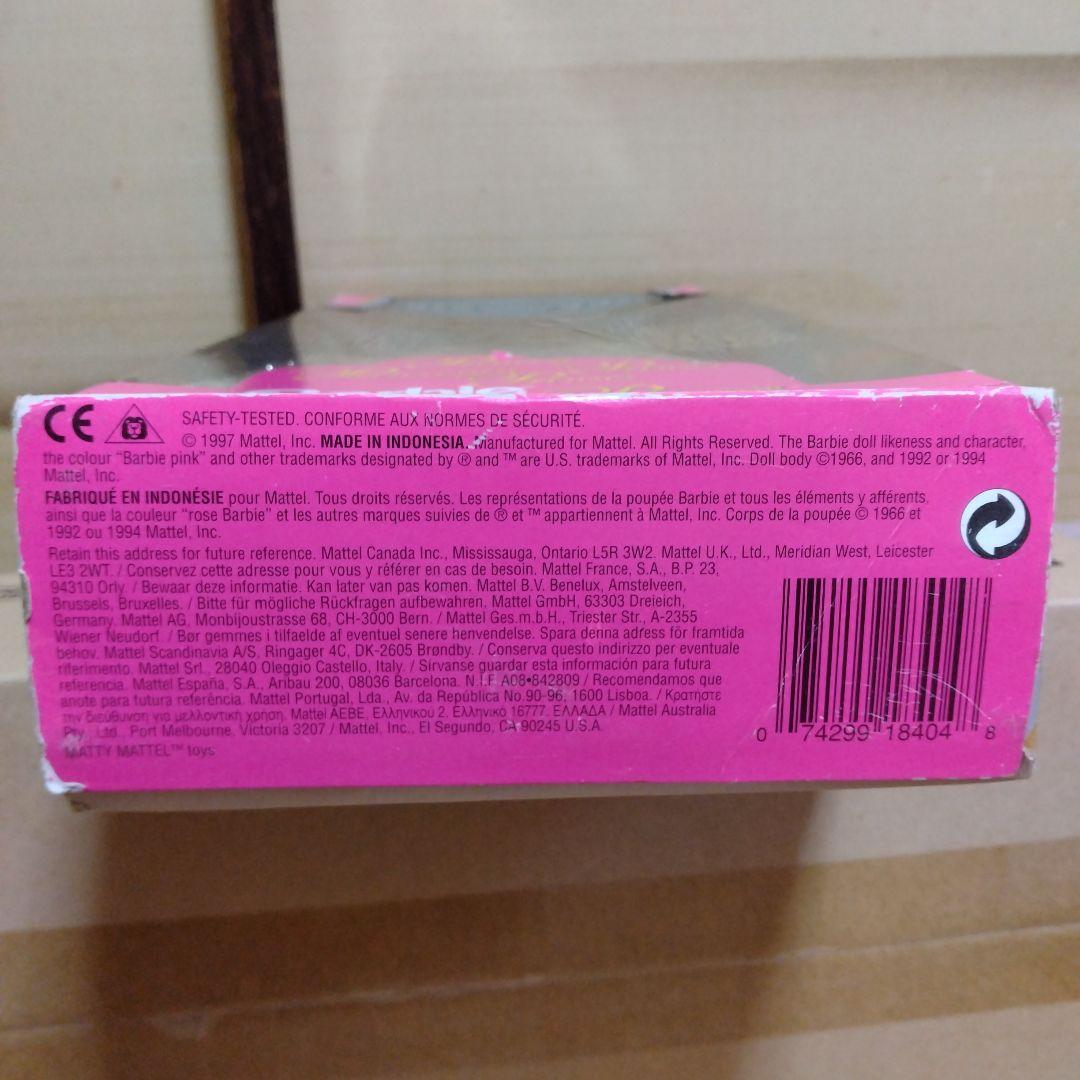 CE SAFETY-TESTED. CONFORME AUX NORMES DE SÉCURITÉ.
© 1997 Mattel, Inc. MADE IN INDONESIA. Manufactured for Mattel. All Rights Reserved. The Barbie doll likeness and character,
the colour "Barbie pink" and other trademarks designated by ® and ™ are U.S. trademarks of Mattel, Inc. Doll body ©1966, and 1992 or 1994
Mattel, Inc.
FABRIQUÉ EN INDONÉSIE pour Mattel. Tous droits réservés. Les représentations de la poupée Barbie et tous les éléments y afférents,
ainsi que la couleur "rose Barbie" et les autres marques suivies de ® et ™ appartiennent à Mattel, Inc. Corps de la poupée © 1966 et
1992 ou 1994 Mattel, Inc.
Retain this address for future reference. Mattel Canada Inc., Mississauga, Ontario L5R 3W2. Mattel U.K., Ltd., Meridian West, Leicester
LE3 2WT. / Conservez cette adresse pour vous y référer en cas de besoin. Mattel France, S.A., B.P. 23,
94310 Orly. / Bewaar deze informatie. Kan later van pas komen. Mattel B.V. Benelux, Amstelveen,
Brussels, Bruxelles. / Bitte für mögliche Rückfragen aufbewahren. Mattel GmbH, 63303 Dreieich,
Germany. Mattel AG, Monbijoustrasse 68, CH-3000 Bern. / Mattel Ges.m.b.H., Triester Str., A-2355
Wiener Neudorf. / Bør gemmes i tilfaelde af eventuel senere henvendelse. Spara denna adress för framtida
behov. Mattel Scandinavia A/S, Ringager 4C, DK-2605 Brøndby. / Conserva questo indirizzo per eventuale
riferimento. Mattel Srl., 28040 Oleggio Castello, Italy. / Sirvanse guardar esta información para futura
referencia. Mattel España, S.A., Aribau 200, 08036 Barcelona. N.I.F. A08•842809 / Recomendamos que
anote para futura referência. Mattel Portugal, Lda., Av. da República No.90-96, 1600 Lisboa. / Κρατηστε
την διεύθυνση για μελλοντική χρήση. Mattel AEBE, Ελληνικού 2, Ελληνικό 16777. ΕΛΛΑΔΑ / Mattel Australia
Pty., Ltd., Port Melbourne, Victoria 3207 / Mattel, Inc., El Segundo, CA 90245 U.S.A.
MATTY MATTEL™ toys
0 74299 18404 8